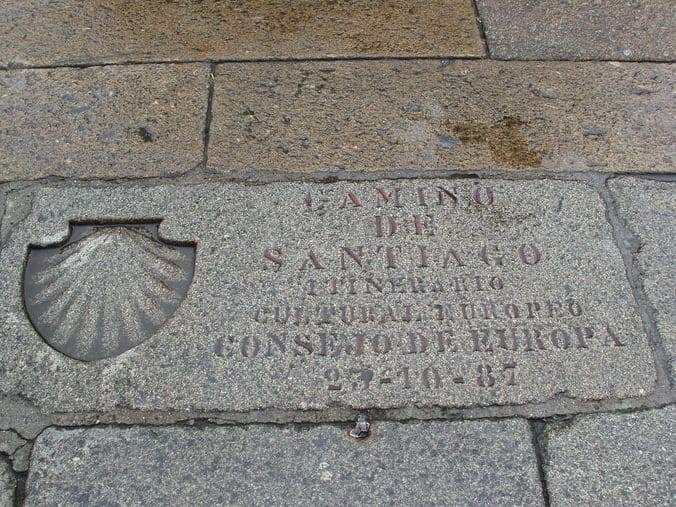 CAMINO
DE
SANTIAGO
ITINERARIO
CULTURAL EUROPEO
CONSEJO DE EUROPA
23-10-87